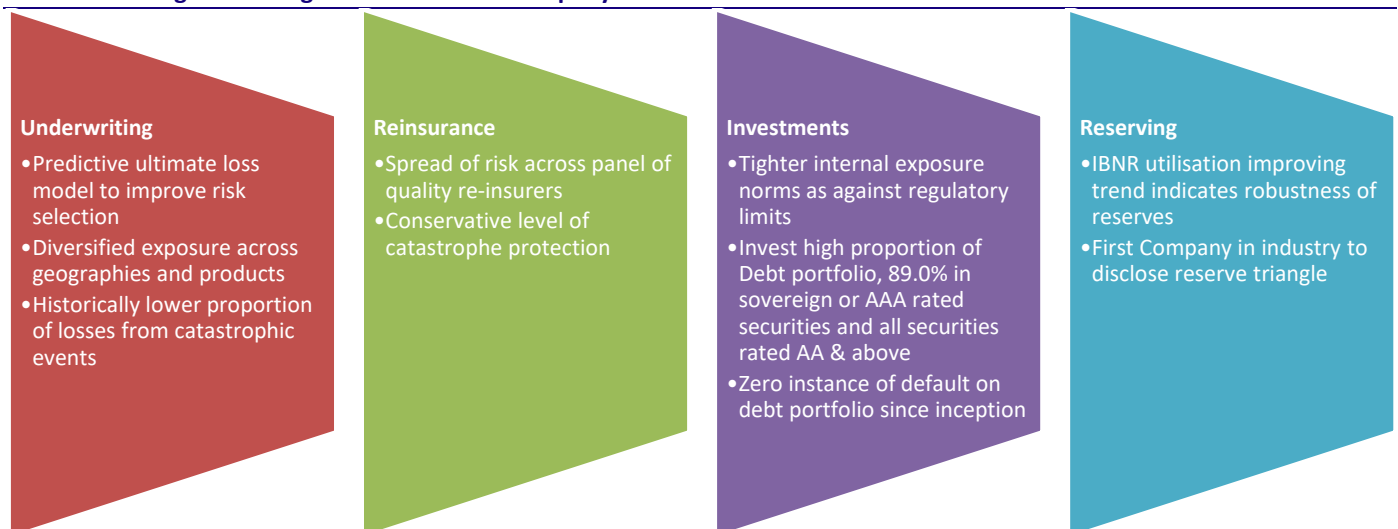 Underwriting
•Predictive ultimate loss
model to improve risk
selection
•Diversified exposure across
geographies and products
•Historically lower proportion
of losses from catastrophic
events
Reinsurance
•Spread of risk across panel of
quality re-insurers
•Conservative level of
catastrophe protection
Investments
•Tighter internal exposure
norms as against regulatory
limits
•Invest high proportion of
Debt portfolio, 89.0% in
sovereign or AAA rated
securities and all securities
rated AA & above
•Zero instance of default on
debt portfolio since inception
Reserving
•IBNR utilisation improving
trend indicates robustness of
reserves
•First Company in industry to
disclose reserve triangle